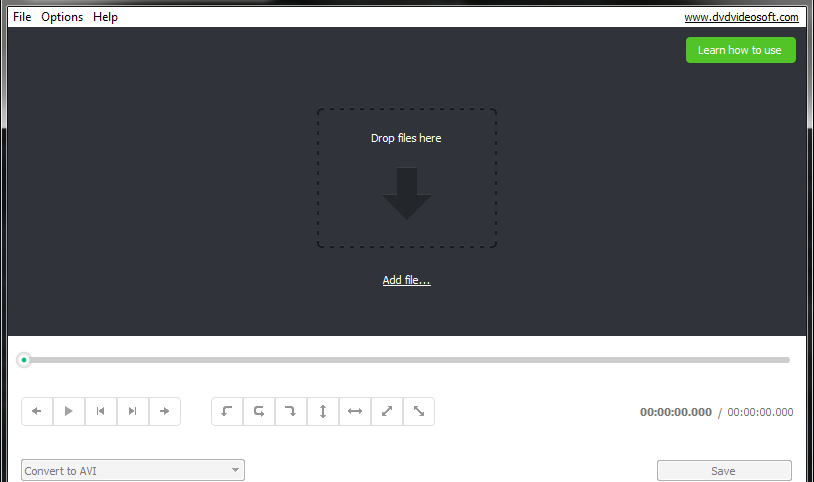 File Options Help www.dvdvideosoft.com
Learn how to use
Drop files here
Add file...
00:00:00.000 / 00:00:00.000
Convert to AVI Save